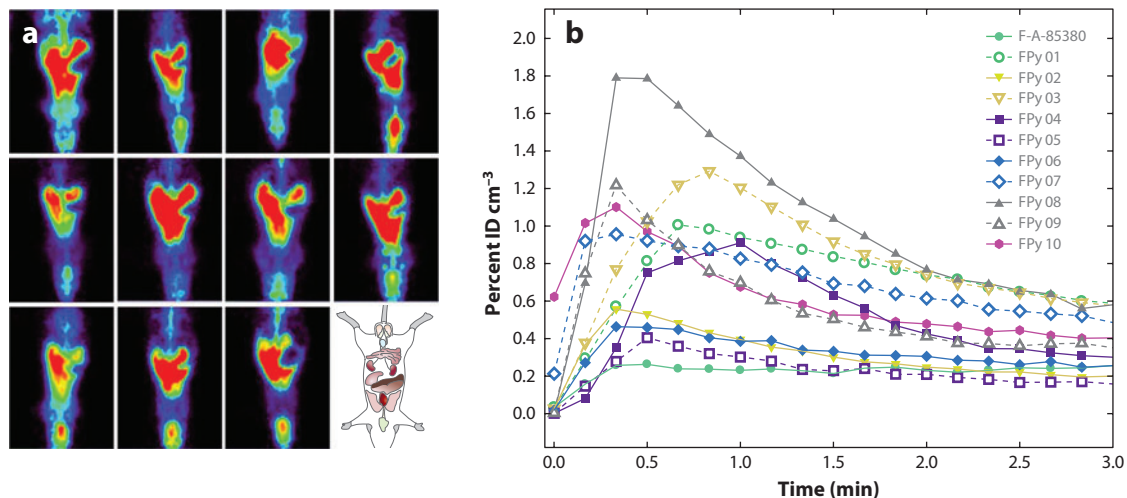 a
b
Percent ID cm⁻³
2.0
1.8
1.6
1.4
1.2
1.0
0.8
0.6
0.4
0.2
0.0
F-A-85380
FPy 01
FPy 02
FPy 03
FPy 04
FPy 05
FPy 06
FPy 07
FPy 08
FPy 09
FPy 10
0.0 0.5 1.0 1.5 2.0 2.5 3.0
Time (min)